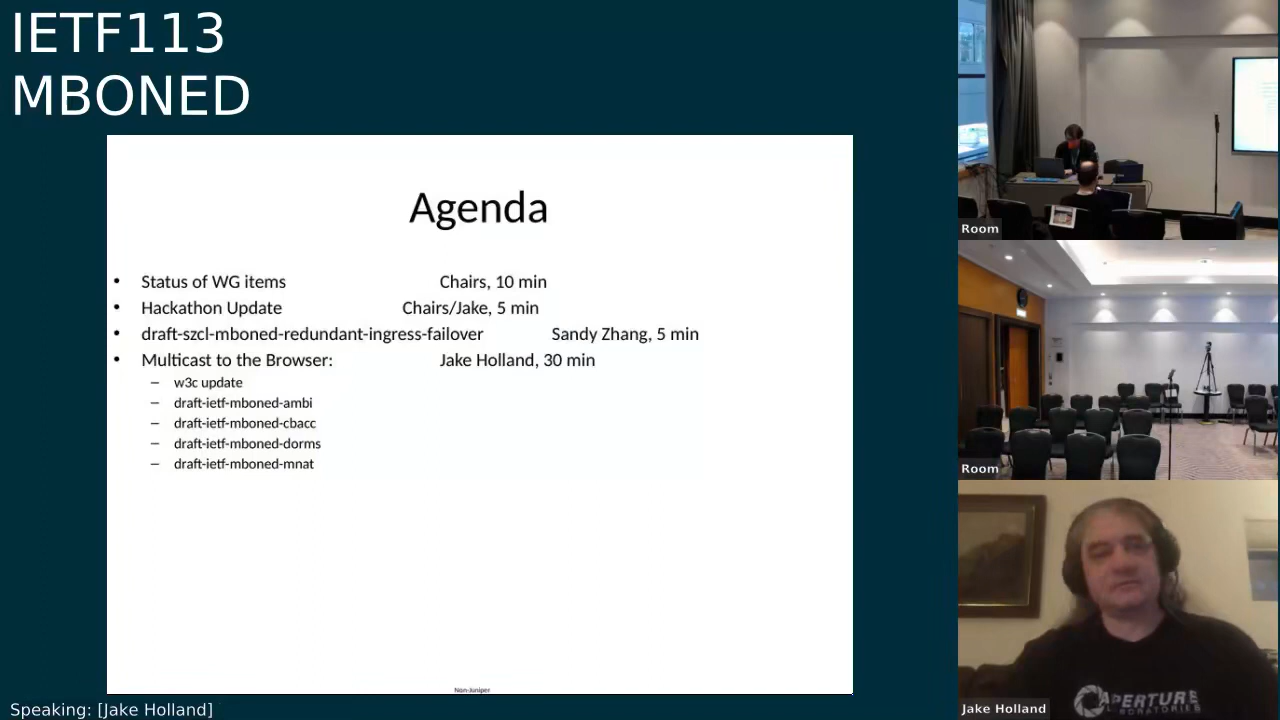 IETF113
MBONED
Agenda
• Status of WG items Chairs, 10 min
• Hackathon Update Chairs/Jake, 5 min
• draft-szcl-mboned-redundant-ingress-failover Sandy Zhang, 5 min
• Multicast to the Browser: Jake Holland, 30 min
– w3c update
– draft-ietf-mboned-ambi
– draft-ietf-mboned-cbacc
– draft-ietf-mboned-dorms
– draft-ietf-mboned-mnat
Non-Juniper
Speaking: [Jake Holland]
Room
Room
APERTURE
Jake Holland